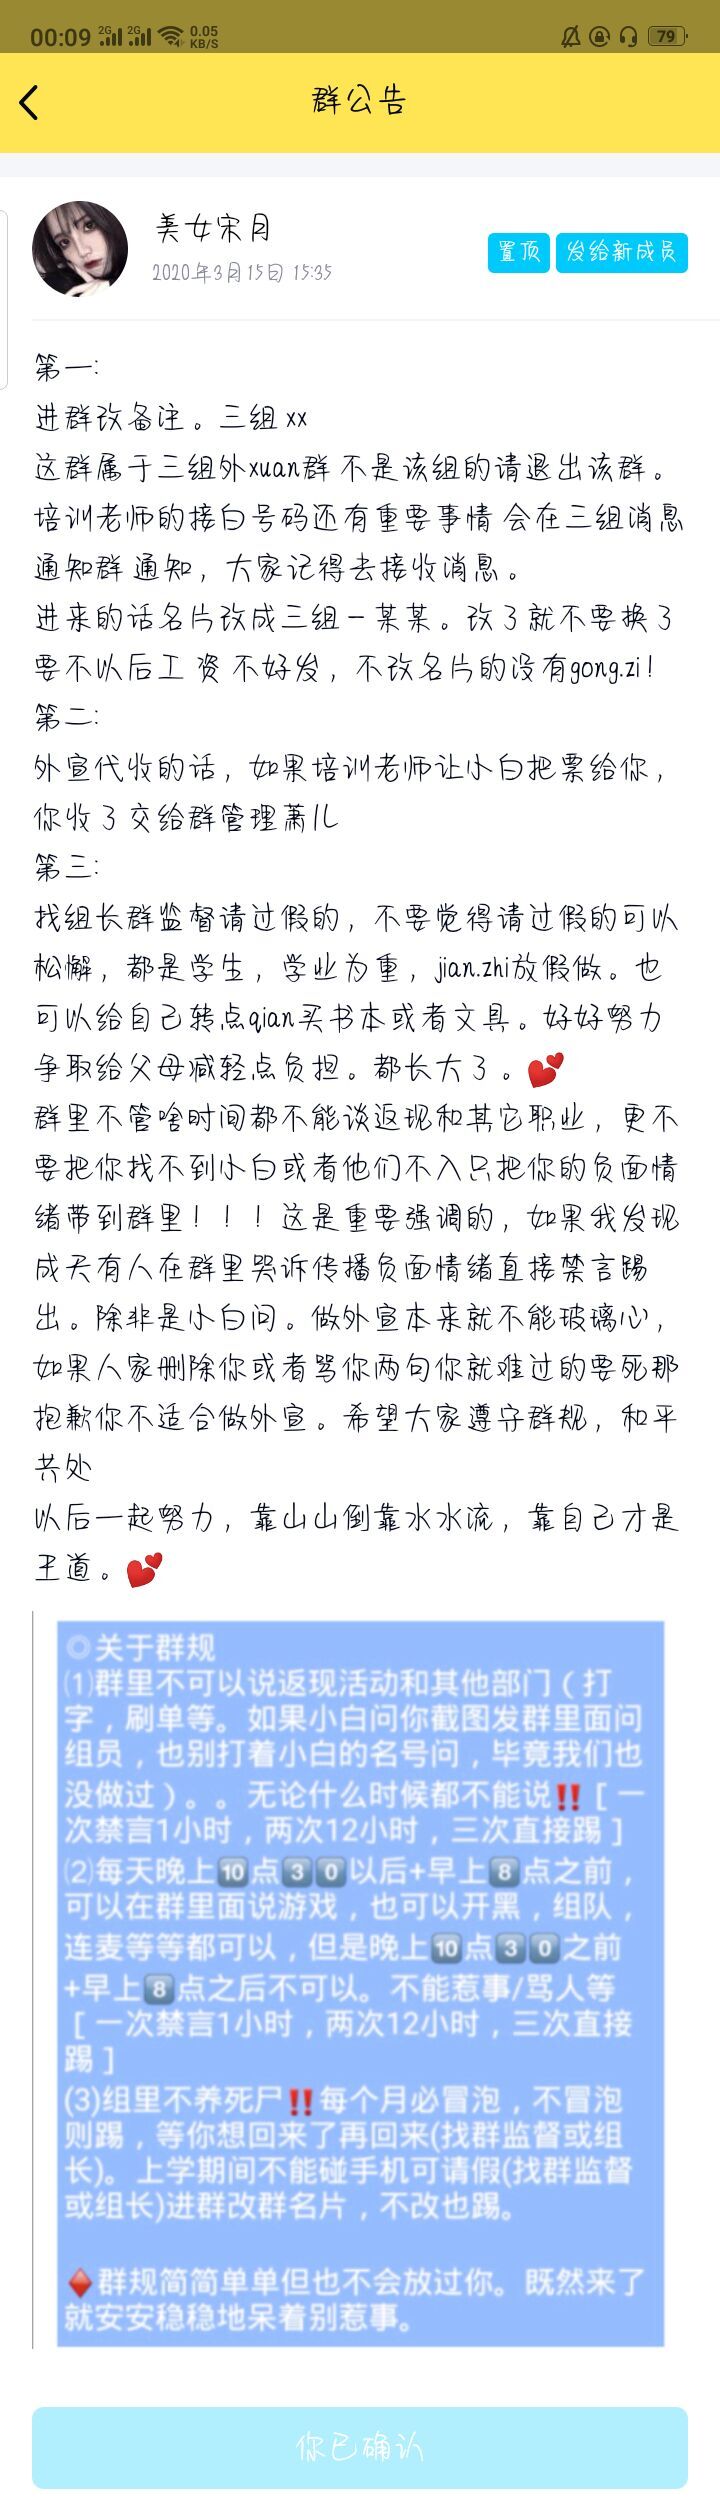 00:09 2G 2G 0.05 KB/S 79
群公告
美女宋月
2020年3月15日 15:35
置顶 发给新成员
第一:
进群改备注。三组 xx
这群属于三组外xuan群 不是该组的请退出该群。
培训老师的接白号码还有重要事情 会在三组消息
通知群 通知，大家记得去接收消息。
进来的话名片改成三组－某某。改了就不要换了
要不以后工 资 不好发，不改名片的没有gong.zi！
第二:
外宣代收的话，如果培训老师让小白把票给你，
你收了 交给群管理萧儿
第三:
找组长群监督请过假的，不要觉得请过假的可以
松懈，都是学生，学业为重，jian.zhi放假做。也
可以给自己转点qian买书本或者文具。好好努力
争取给父母减轻点负担。都长大了。💕
群里不管啥时间都不能谈返现和其它职业，更不
要把你找不到小白或者他们不入只把你的负面情
绪带到群里！！！这是重要强调的，如果我发现
成天有人在群里哭诉传播负面情绪直接禁言踢
出。除非是小白问。做外宣本来就不能玻璃心，
如果人家删除你或者骂你两句你就难过的要死那
抱歉你不适合做外宣。希望大家遵守群规，和平
共处
以后一起努力，靠山山倒靠水水流，靠自己才是
王道。💕
◎关于群规
⑴群里不可以说返现活动和其他部门（打
字，刷单等。如果小白问你截图发群里面问
组员，也别打着小白的名号问，毕竟我们也
没做过）。。无论什么时候都不能说‼️［一
次禁言1小时，两次12小时，三次直接踢］
⑵每天晚上🔟点3️⃣0️⃣以后+早上8️⃣点之前，
可以在群里面说游戏，也可以开黑，组队，
连麦等等都可以，但是晚上🔟点3️⃣0️⃣之前
+早上8️⃣点之后不可以。不能惹事/骂人等
［一次禁言1小时，两次12小时，三次直接
踢］
(3)组里不养死尸‼️每个月必冒泡，不冒泡
则踢，等你想回来了再回来(找群监督或组
长)。上学期间不能碰手机可请假(找群监督
或组长)进群改群名片，不改也踢。
♦️群规简简单单但也不会放过你。既然来了
就安安稳稳地呆着别惹事。
你已确认